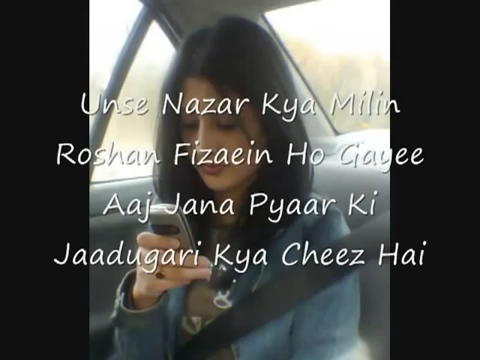 Unse Nazar Kya Milin
Roshan Fizaein Ho Gayee
Aaj Jana Pyaar Ki
Jaadugari Kya Cheez Hai